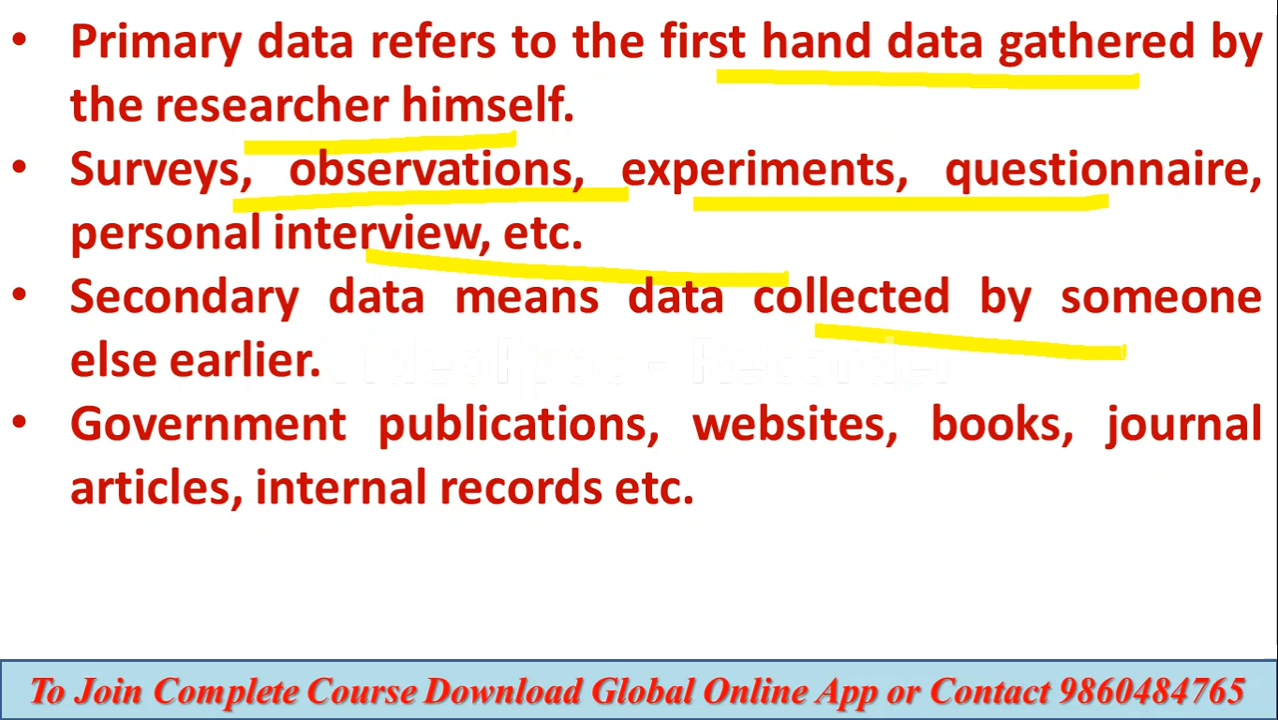 • Primary data refers to the first hand data gathered by
the researcher himself.
• Surveys, observations, experiments, questionnaire,
personal interview, etc.
• Secondary data means data collected by someone
else earlier.
VideoProc - Recorder
• Government publications, websites, books, journal
articles, internal records etc.
To Join Complete Course Download Global Online App or Contact 9860484765